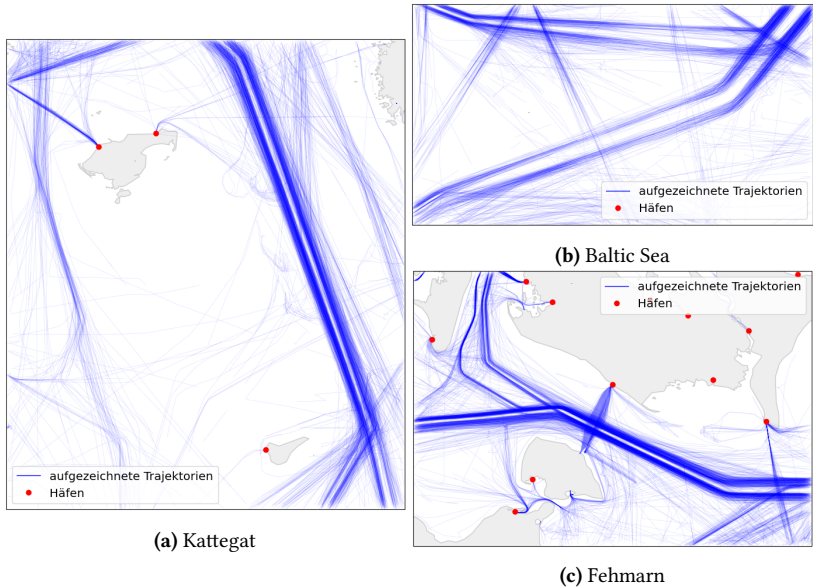 aufgezeichnete Trajektorien
Häfen
(a) Kattegat
aufgezeichnete Trajektorien
Häfen
(b) Baltic Sea
aufgezeichnete Trajektorien
Häfen
(c) Fehmarn